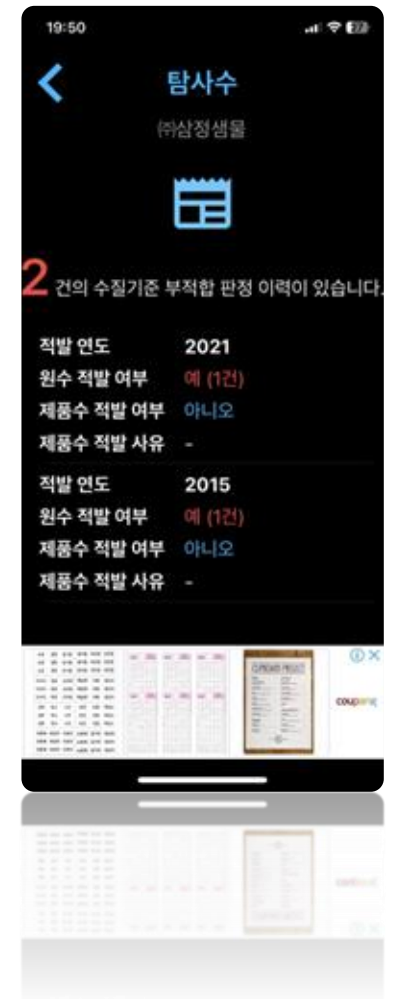 19:50
탐사수
㈜삼정샘물
2 건의 수질기준 부적합 판정 이력이 있습니다.
적발 연도 2021
원수 적발 여부 예 (1건)
제품수 적발 여부 아니오
제품수 적발 사유 -
적발 연도 2015
원수 적발 여부 예 (1건)
제품수 적발 여부 아니오
제품수 적발 사유 -
coupang